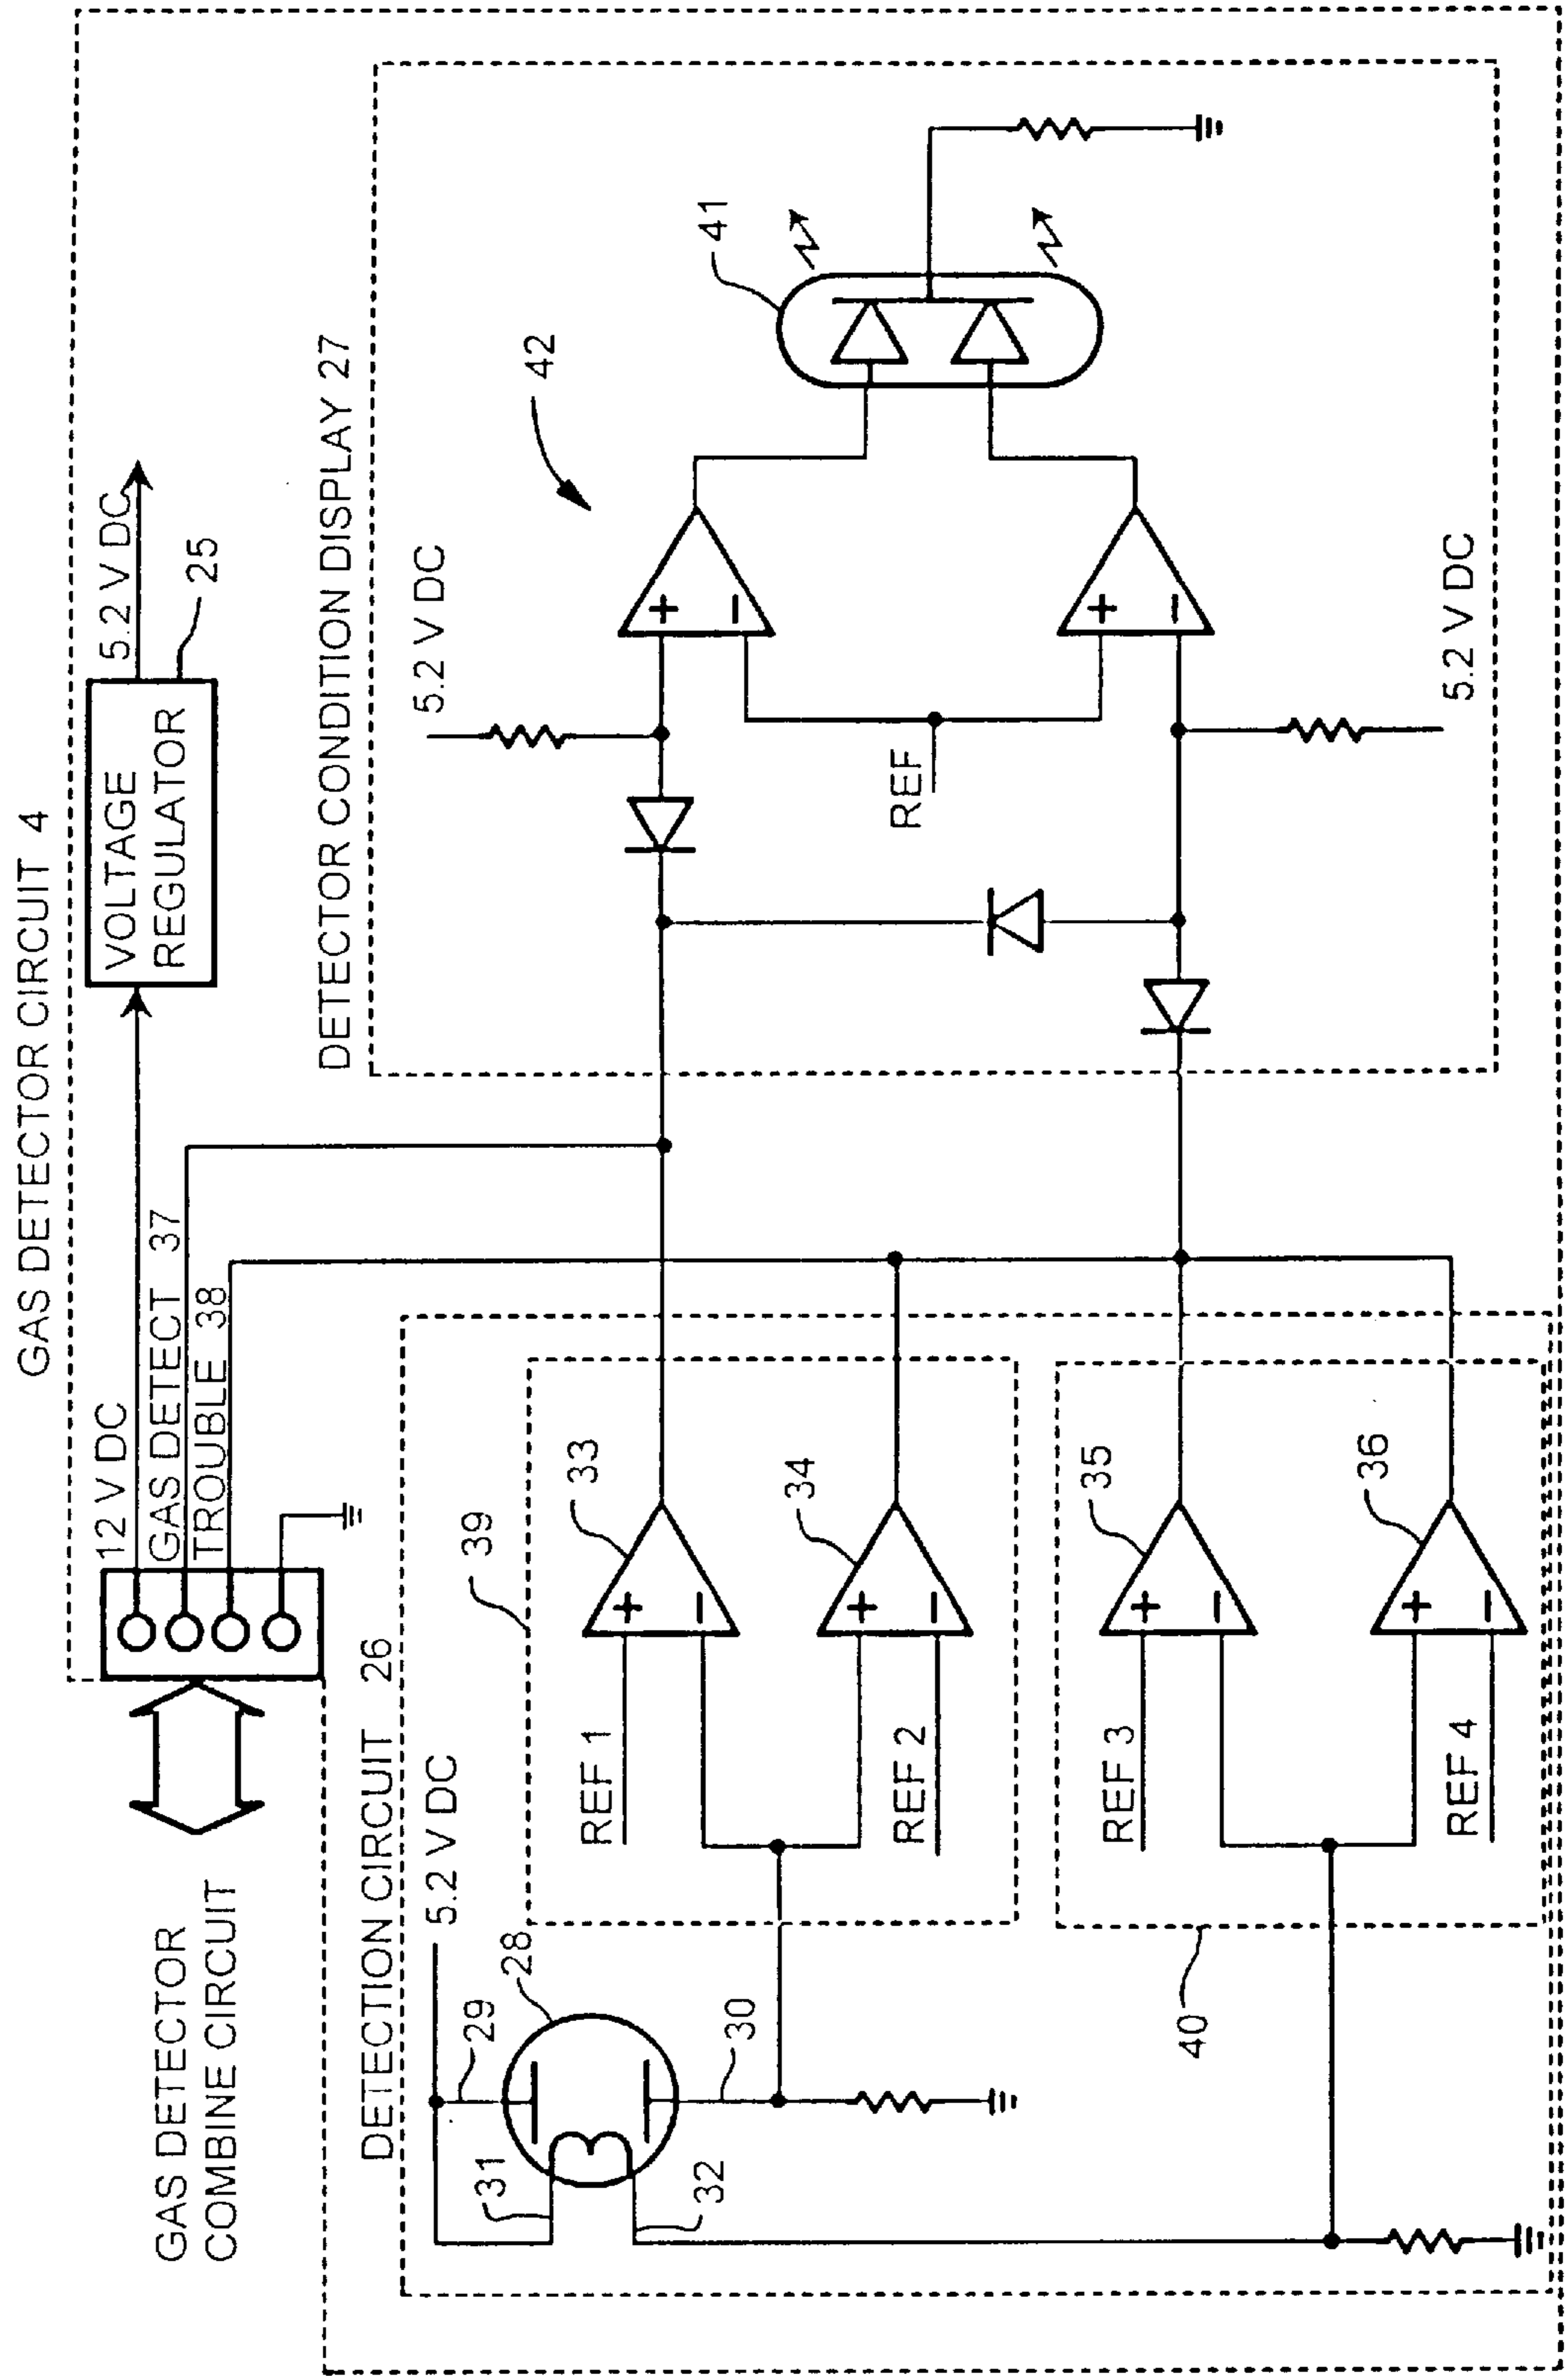 GAS DETECTOR CIRCUIT 4
GAS DETECTOR
COMBINE CIRCUIT
12 V DC
GAS DETECT 37
TROUBLE 38
VOLTAGE
REGULATOR
5.2 V DC
25
DETECTION CIRCUIT 26
5.2 V DC
28
29
30
31
32
39
REF 1
+
−
33
REF 2
+
−
34
40
REF 3
+
−
35
REF 4
+
−
36
DETECTOR CONDITION DISPLAY 27
5.2 V DC
42
+
−
REF
+
−
5.2 V DC
41